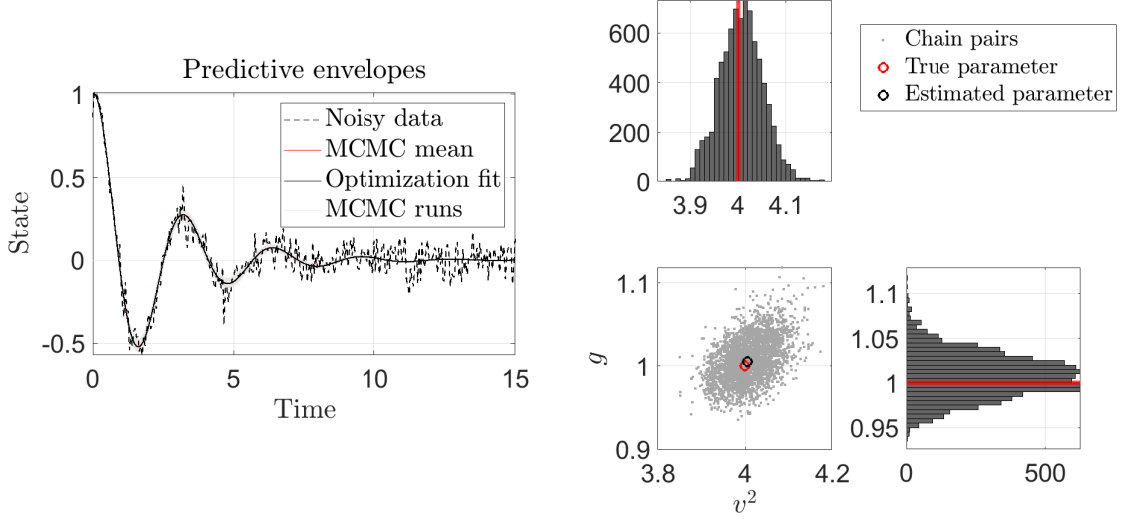 Predictive envelopes
1
0.5
0
-0.5
State
0
5
10
15
Time
Noisy data
MCMC mean
Optimization fit
MCMC runs
600
400
200
0
3.9
4
4.1
Chain pairs
True parameter
Estimated parameter
1.1
1
0.9
g
3.8
4
4.2
v²
1.1
1.05
1
0.95
0
500